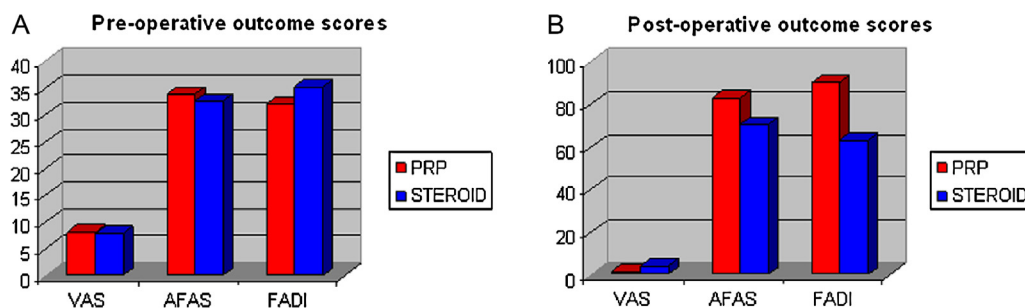 A
Pre-operative outcome scores
40
35
30
25
20
15
10
5
0
VAS
AFAS
FADI
PRP
STEROID
B
Post-operative outcome scores
100
80
60
40
20
0
VAS
AFAS
FADI
PRP
STEROID